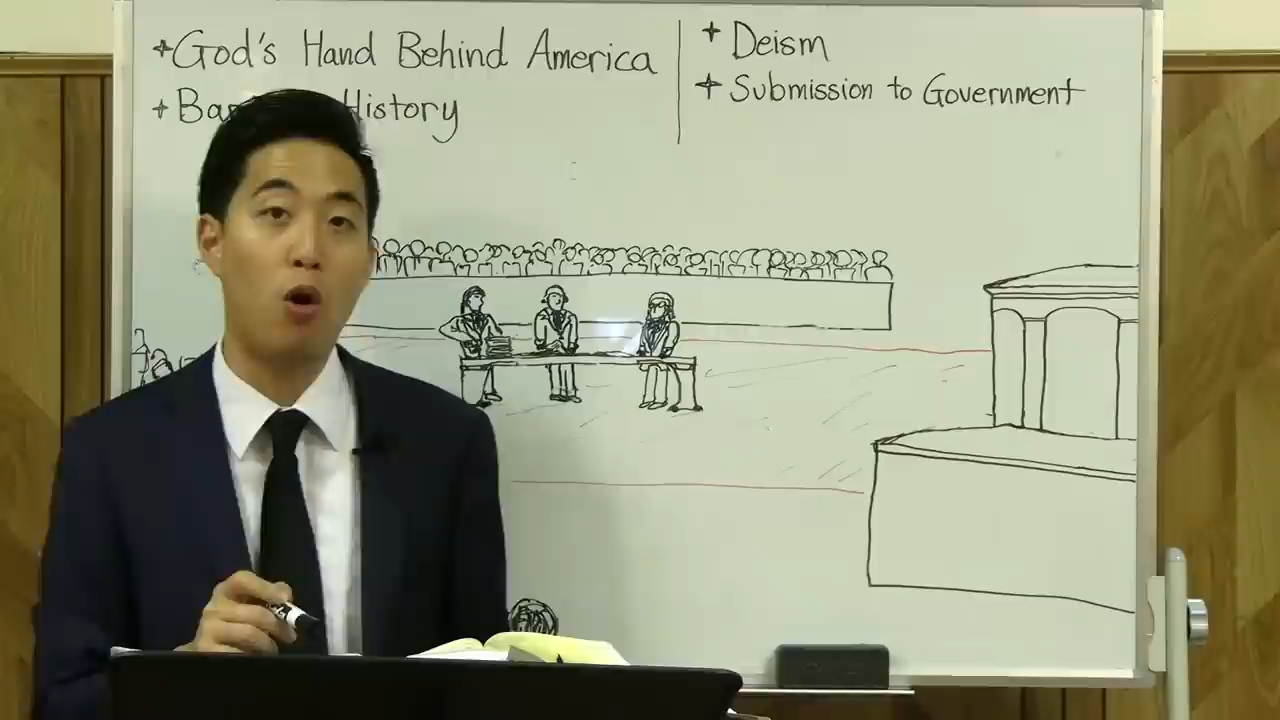 +God's Hand Behind America
+ Ba History
+ Deism
+ Submission to Government